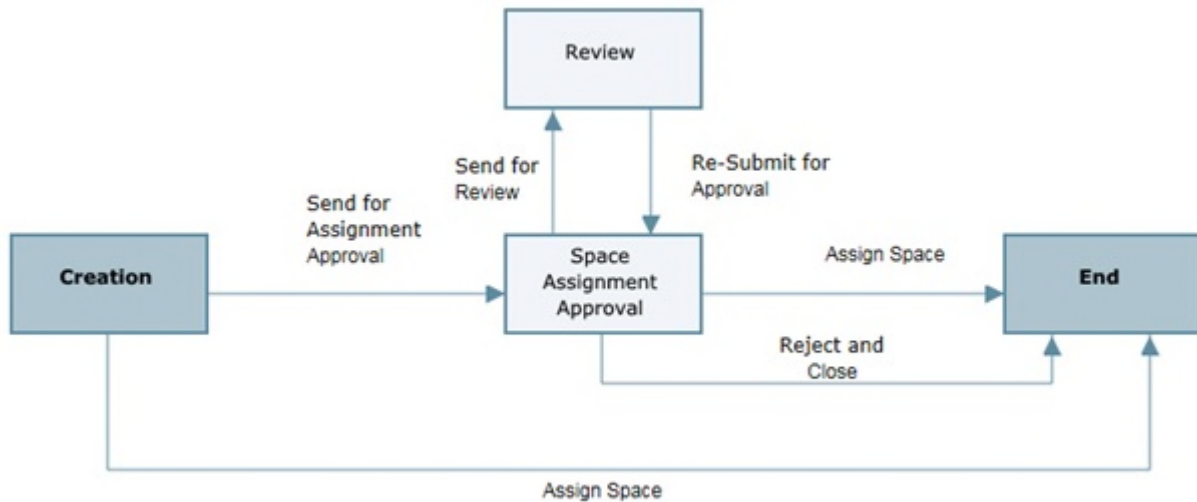 Review
Send for
Review
Re-Submit for
Approval
Send for
Assignment
Approval
Creation
Space
Assignment
Approval
Assign Space
End
Reject and
Close
Assign Space